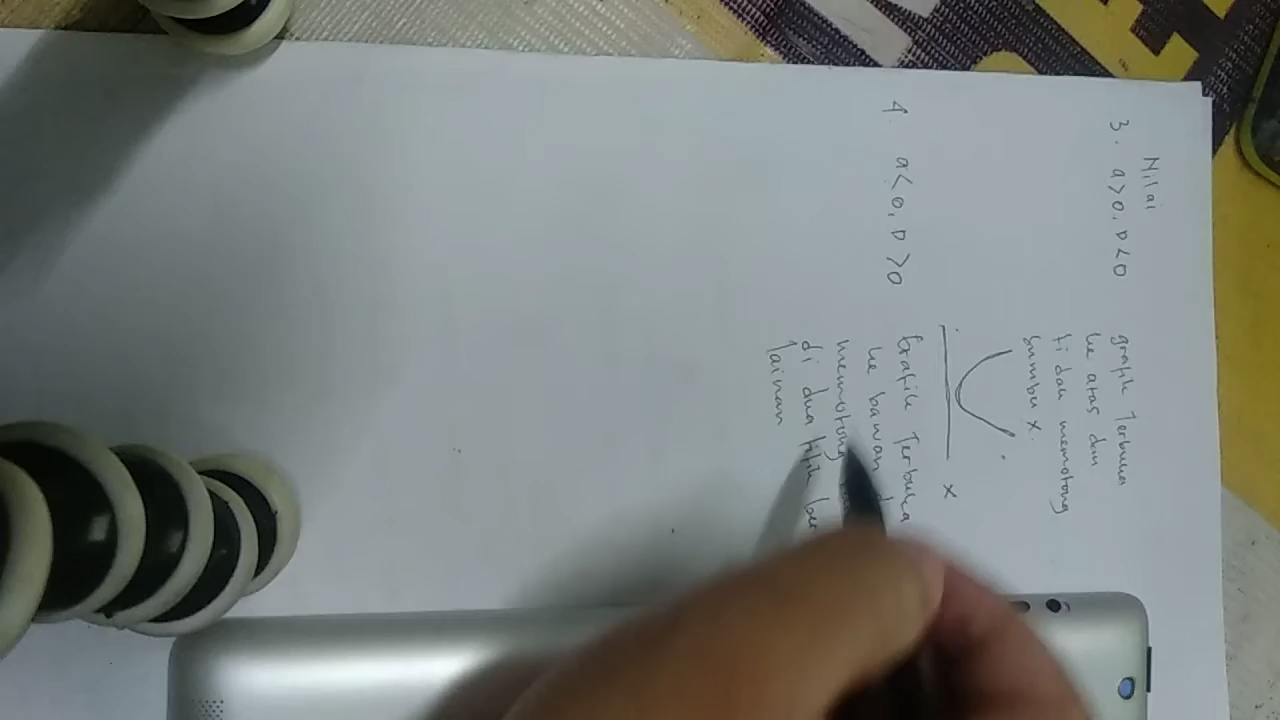 Nilai
3. a>0, D<0
grafik Terbuka
ke atas dan
tidak memotong
sumbu x.
x
4 a<0, D>0
Grafik Terbuka
ke bawah
memotong
di dua titik ber
lainan